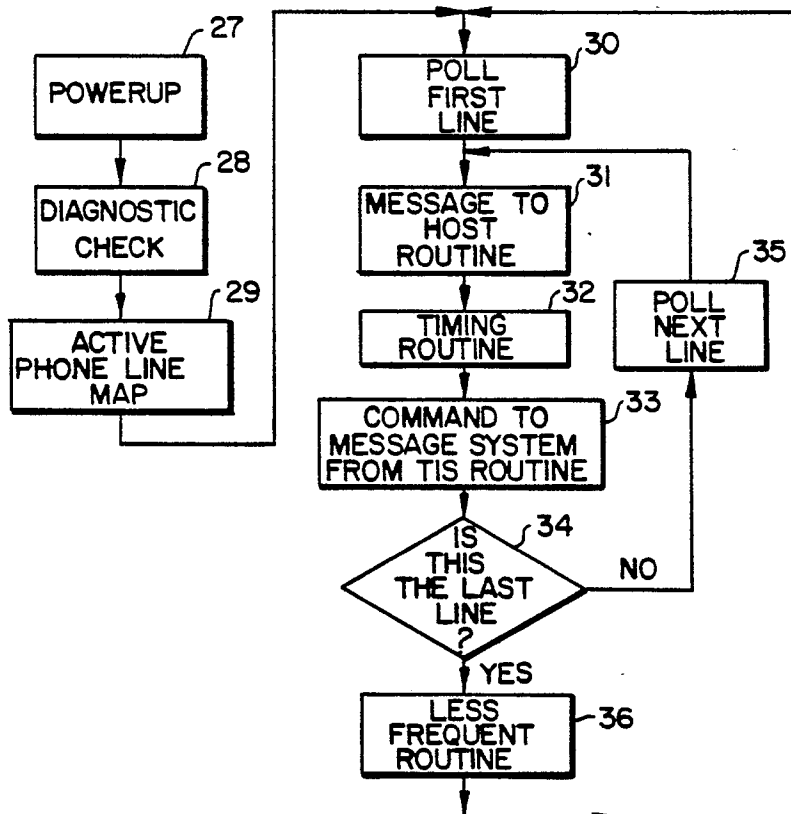 27
POWERUP
28
DIAGNOSTIC
CHECK
29
ACTIVE
PHONE LINE
MAP
30
POLL
FIRST
LINE
31
MESSAGE TO
HOST
ROUTINE
32
TIMING
ROUTINE
33
COMMAND TO
MESSAGE SYSTEM
FROM TIS ROUTINE
34
IS
THIS
THE LAST
LINE
?
NO
35
POLL
NEXT
LINE
YES
36
LESS
FREQUENT
ROUTINE